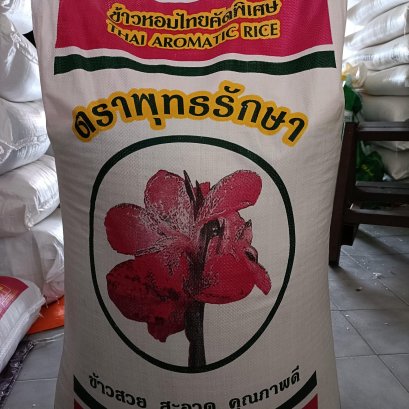 ข้าวหอมไทยคัดพิเศษ
THAI AROMATIC RICE
ตราพุทธรักษา
ข้าวสวย สะอาด คุณภาพดี